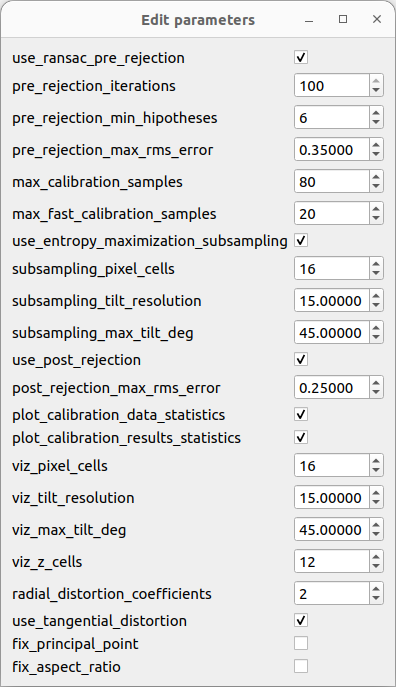 Edit parameters
use_ransac_pre_rejection
pre_rejection_iterations 100
pre_rejection_min_hipotheses 6
pre_rejection_max_rms_error 0.35000
max_calibration_samples 80
max_fast_calibration_samples 20
use_entropy_maximization_subsampling
subsampling_pixel_cells 16
subsampling_tilt_resolution 15.00000
subsampling_max_tilt_deg 45.00000
use_post_rejection
post_rejection_max_rms_error 0.25000
plot_calibration_data_statistics
plot_calibration_results_statistics
viz_pixel_cells 16
viz_tilt_resolution 15.00000
viz_max_tilt_deg 45.00000
viz_z_cells 12
radial_distortion_coefficients 2
use_tangential_distortion
fix_principal_point
fix_aspect_ratio